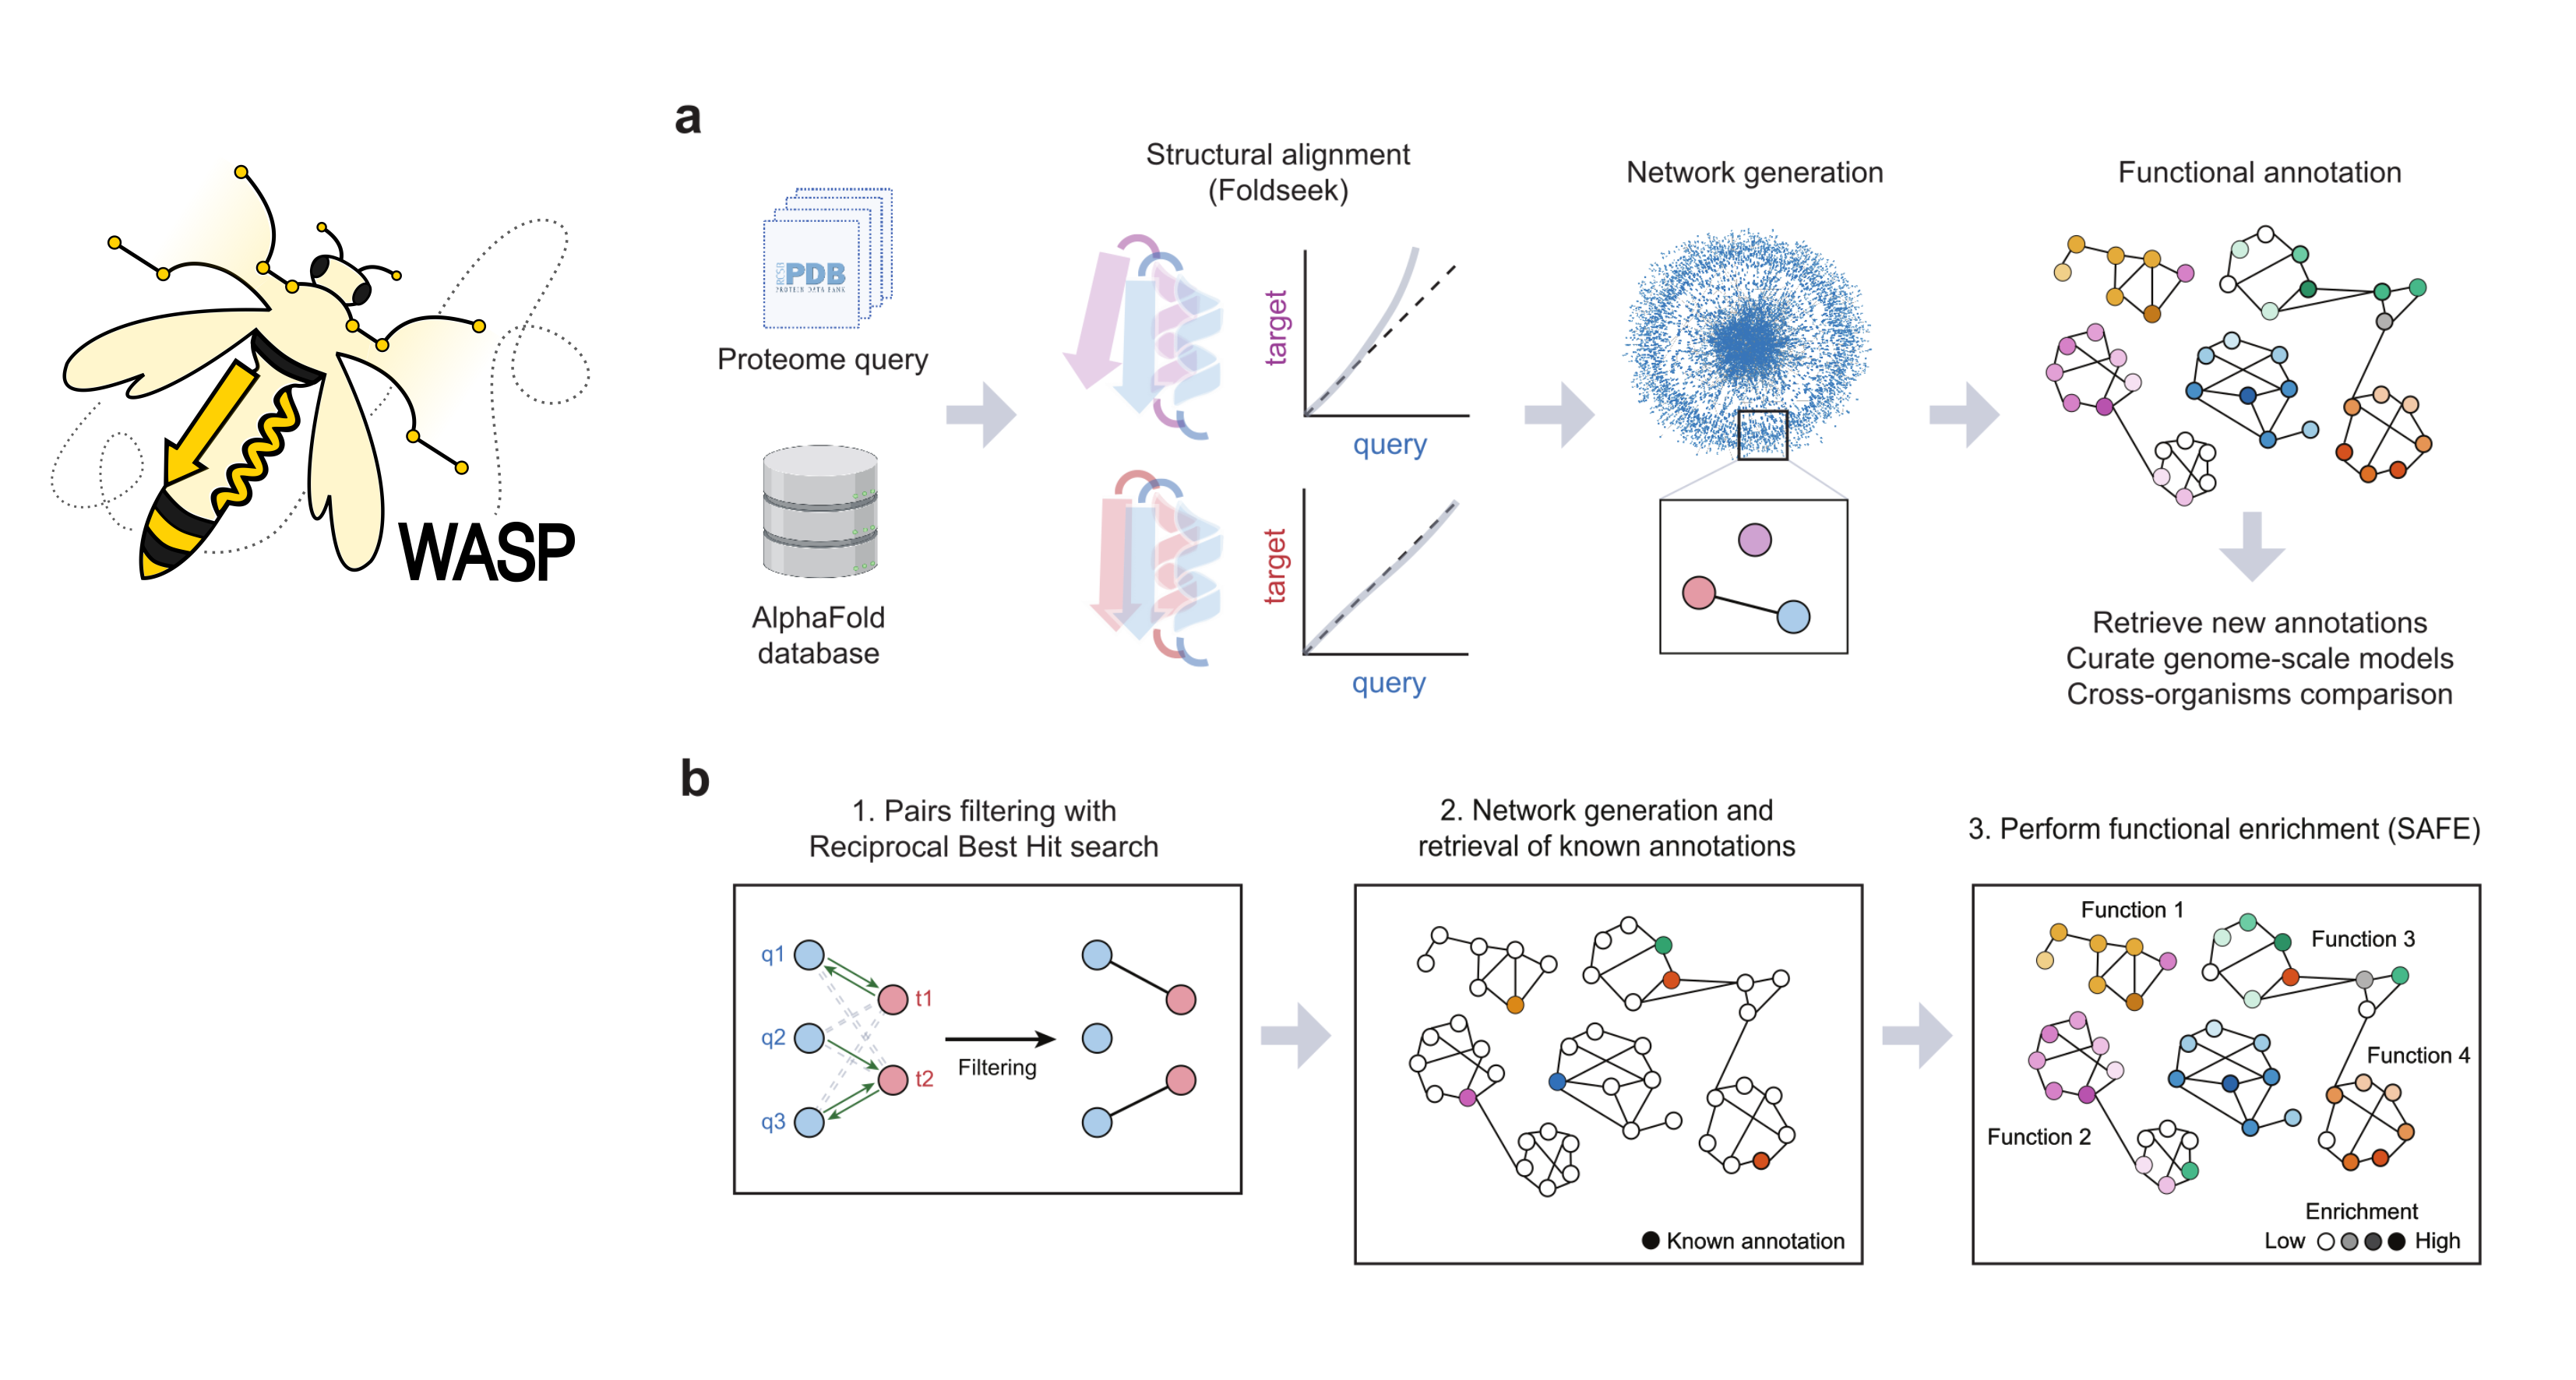 WASP
a
Proteome query
RCSB
PDB
PROTEIN DATA BANK
AlphaFold
database
Structural alignment
(Foldseek)
target
query
target
query
Network generation
Functional annotation
Retrieve new annotations
Curate genome-scale models
Cross-organisms comparison
b
1. Pairs filtering with
Reciprocal Best Hit search
q1
t1
q2
t2
q3
Filtering
2. Network generation and
retrieval of known annotations
Known annotation
3. Perform functional enrichment (SAFE)
Function 1
Function 3
Function 4
Function 2
Enrichment
Low
High